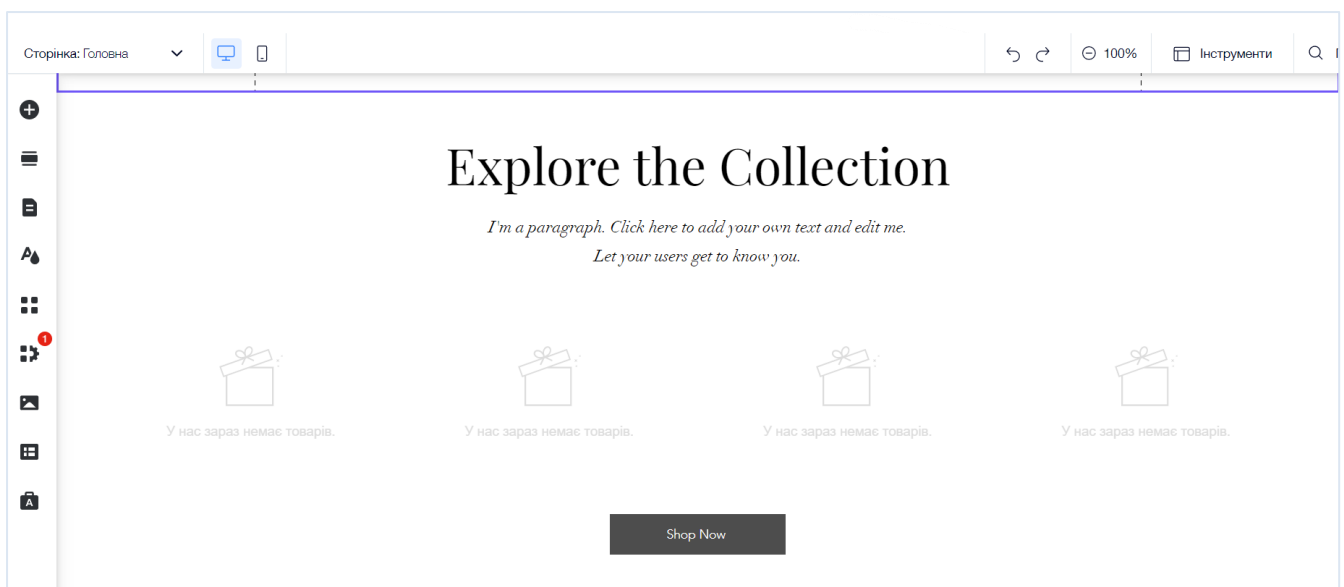 Сторінка: Головна
100%
Інструменти
1
Explore the Collection
I'm a paragraph. Click here to add your own text and edit me.
Let your users get to know you.
У нас зараз немає товарів.
У нас зараз немає товарів.
У нас зараз немає товарів.
У нас зараз немає товарів.
A
Shop Now